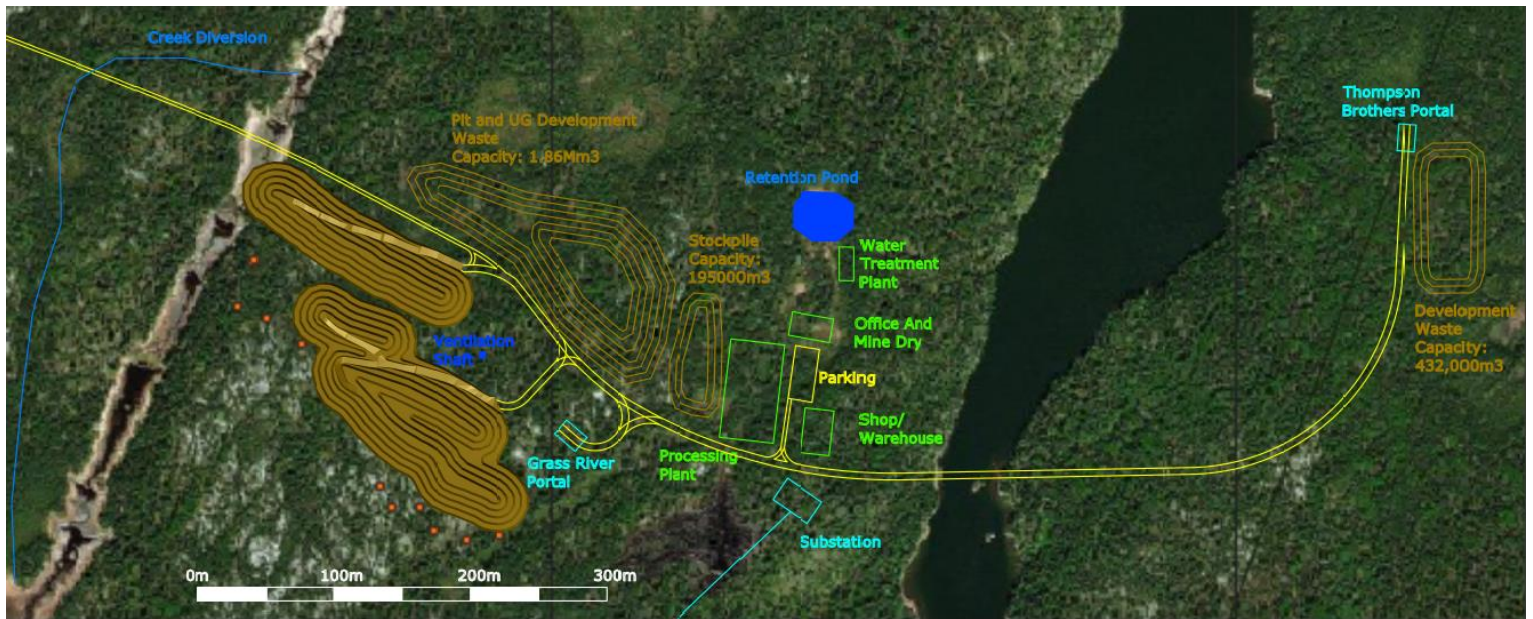 Creek Diversion
Pit and UG Development
Waste
Capacity: 1,86Mm3
Retention Pond
Thompson
Brothers Portal
Stockpile
Capacity:
195000m3
Water
Treatment
Plant
Ventilation
Shaft
Office And
Mine Dry
Development
Waste
Capacity:
432,000m3
Parking
Shop/
Warehouse
Grass River
Portal
Processing
Plant
Substation
0m 100m 200m 300m